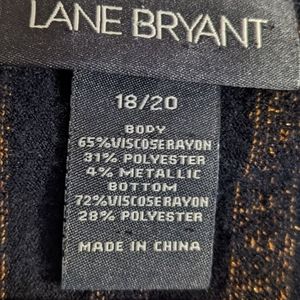 LANE BRYANT
18/20
BODY
65%VISCOSERAYON
31% POLYESTER
4% METALLIC
BOTTOM
72%VISCOSERAYON
28% POLYESTER
MADE IN CHINA